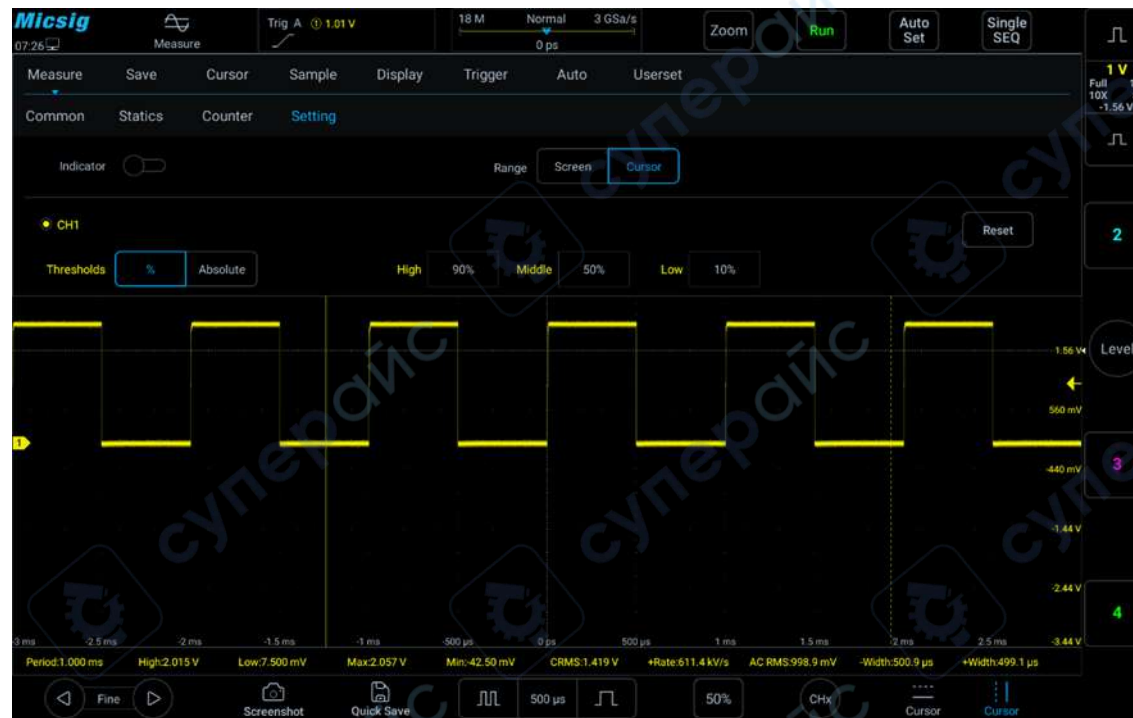 Micsig
07:26
Measure
Trig A ① 1.01 V
18 M Normal 3 GSa/s
0 ps
Zoom
Run
Auto
Set
Single
SEQ
Measure Save Cursor Sample Display Trigger Auto Userset
Common Statics Counter Setting
1 V
Full 1
10X
-1.56 V
Indicator
Range Screen Cursor
CH1
Reset
2
Thresholds % Absolute High 90% Middle 50% Low 10%
1.56 V
Level
560 mV
1
-440 mV
3
-1.44 V
-2.44 V
4
-3 ms -2.5 ms -2 ms -1.5 ms -1 ms -500 µs 0 ps 500 µs 1 ms 1.5 ms 2 ms 2.5 ms -3.44 V
Period:1.000 ms High:2.015 V Low:7.500 mV Max:2.057 V Min:-42.50 mV CRMS:1.419 V +Rate:611.4 kV/s AC RMS:998.9 mV -Width:500.9 µs +Width:499.1 µs
Fine
Screenshot
Quick Save
500 µs
50%
CHx
Cursor
Cursor
суперайс
суперайс
суперайс